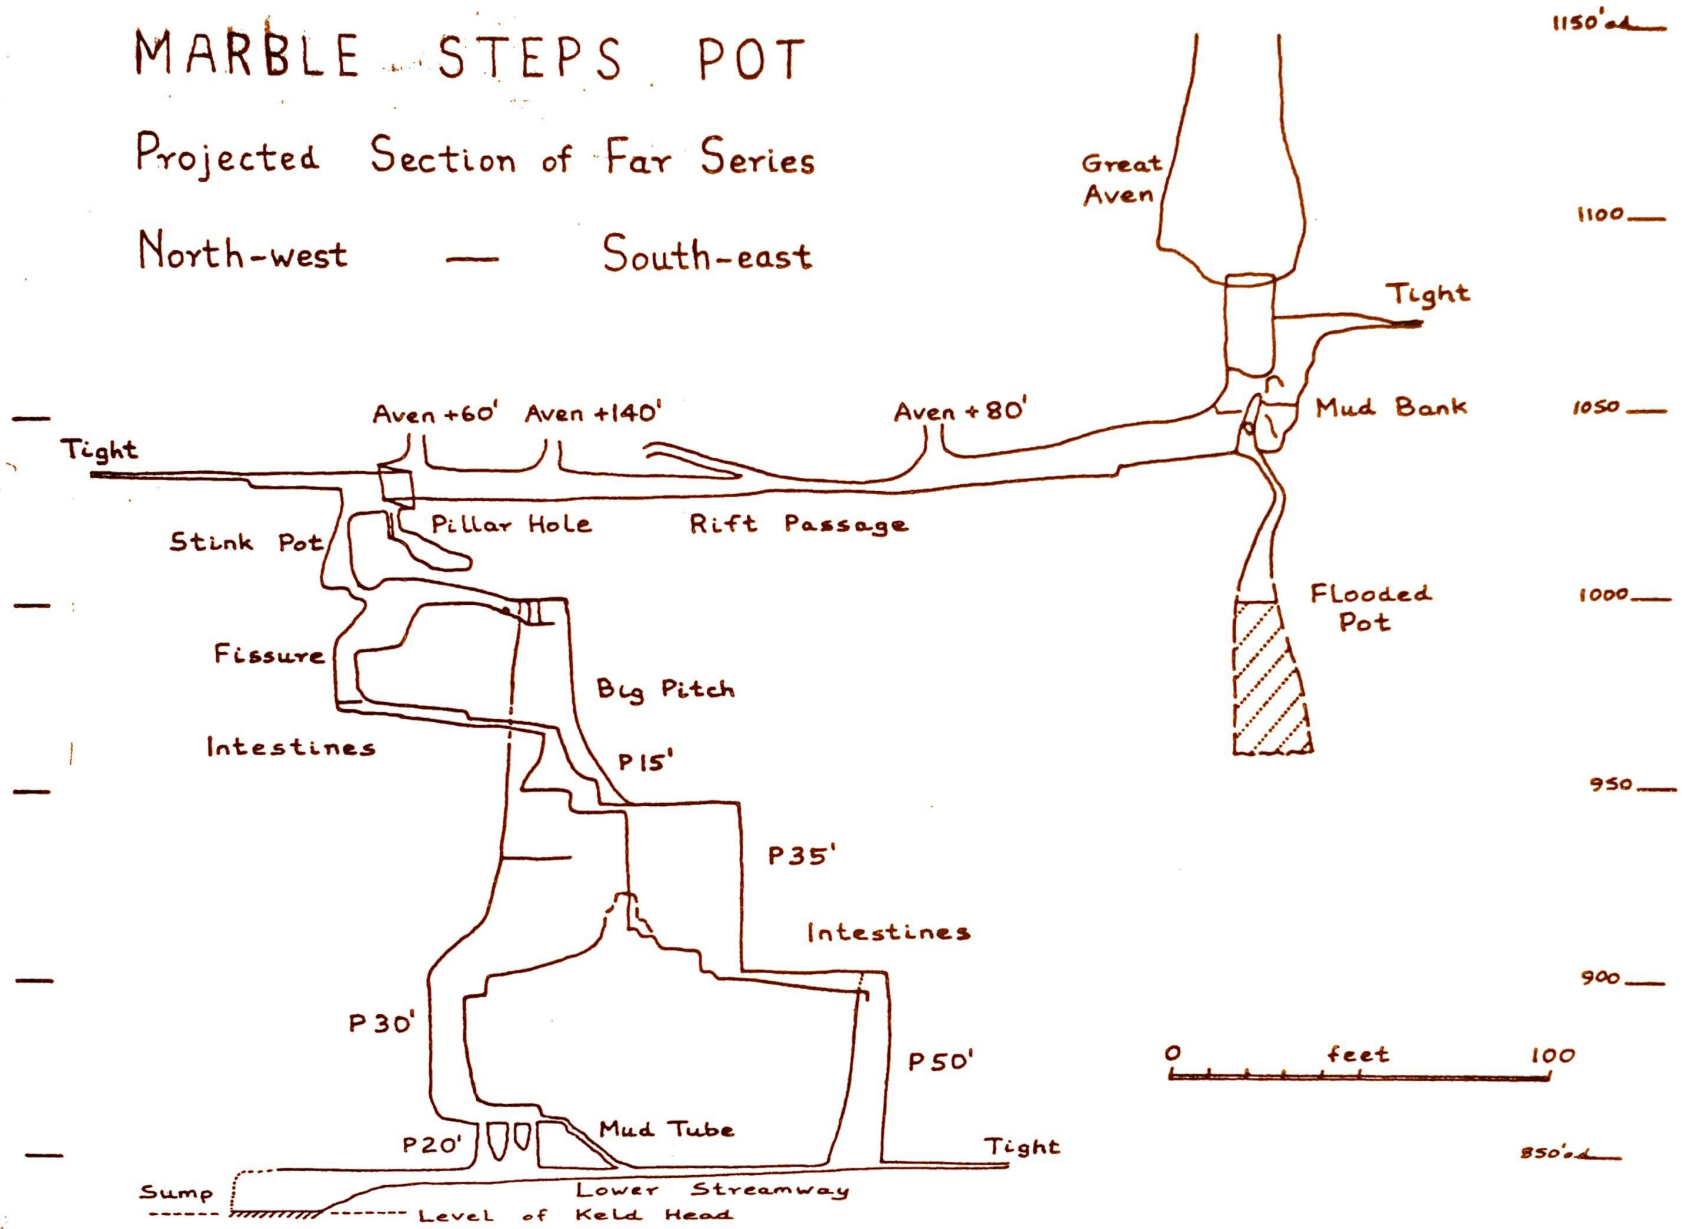 MARBLE STEPS POT
1150'od
Projected Section of Far Series
Great
Aven
1100
North-west — South-east
Tight
Aven +60' Aven +140' Aven + 80' Mud Bank 1050
Tight
Pillar Hole Rift Passage
Stink Pot
Flooded
Pot
1000
Fissure
Big Pitch
Intestines
P15'
950
P35'
Intestines
900
P30'
0 feet 100
P50'
Mud Tube
P20'
Tight
850'od
Sump
Lower Streamway
Level of Keld Head